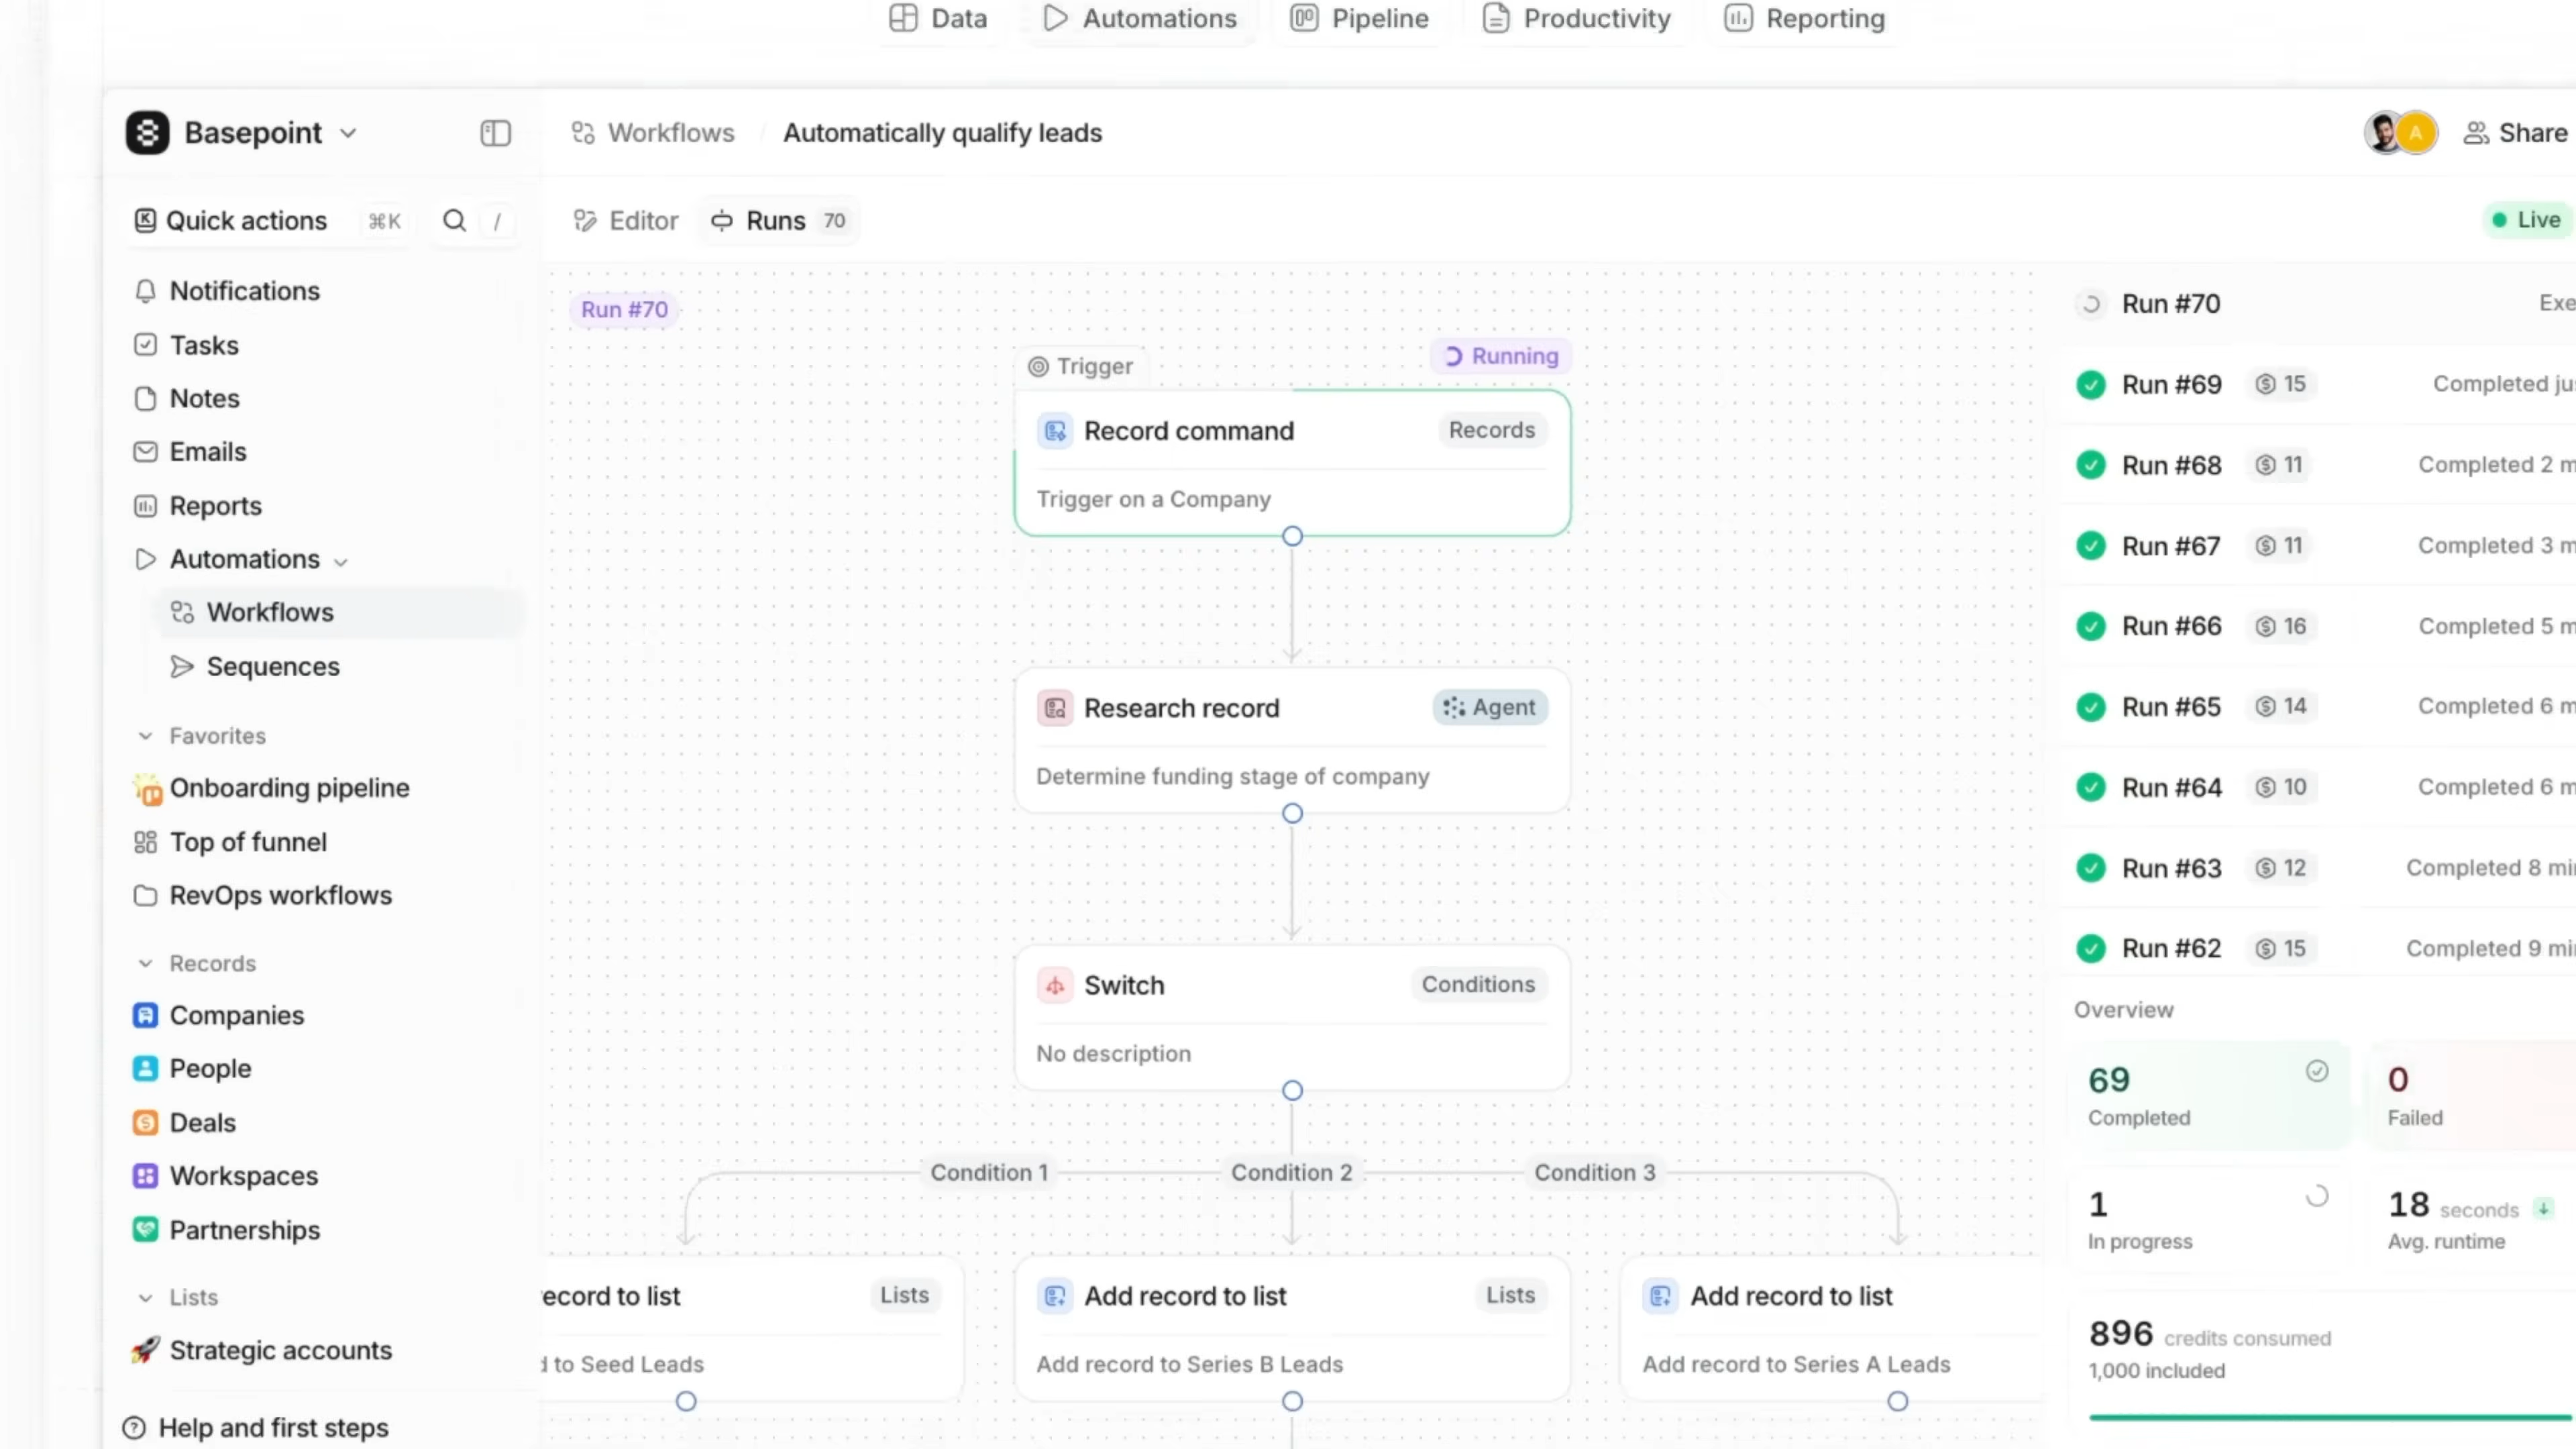 Data
Automations
Pipeline
Productivity
Reporting
Basepoint
Workflows
Automatically qualify leads
A
Share
Quick actions
⌘K
/
Editor
Runs 70
Live
Notifications
Tasks
Notes
Emails
Reports
Automations
Workflows
Sequences
Favorites
Onboarding pipeline
Top of funnel
RevOps workflows
Records
Companies
People
Deals
Workspaces
Partnerships
Lists
Strategic accounts
Help and first steps
Run #70
Trigger
Running
Record command
Records
Trigger on a Company
Research record
Agent
Determine funding stage of company
Switch
Conditions
No description
Condition 1
Condition 2
Condition 3
ecord to list
Lists
to Seed Leads
Add record to list
Lists
Add record to Series B Leads
Add record to list
Add record to Series A Leads
Run #70
Exe
Run #69 15 Completed ju
Run #68 11 Completed 2 m
Run #67 11 Completed 3 m
Run #66 16 Completed 5 m
Run #65 14 Completed 6 m
Run #64 10 Completed 6 m
Run #63 12 Completed 8 mi
Run #62 15 Completed 9 mi
Overview
69
Completed
0
Failed
1
In progress
18 seconds
Avg. runtime
896 credits consumed
1,000 included